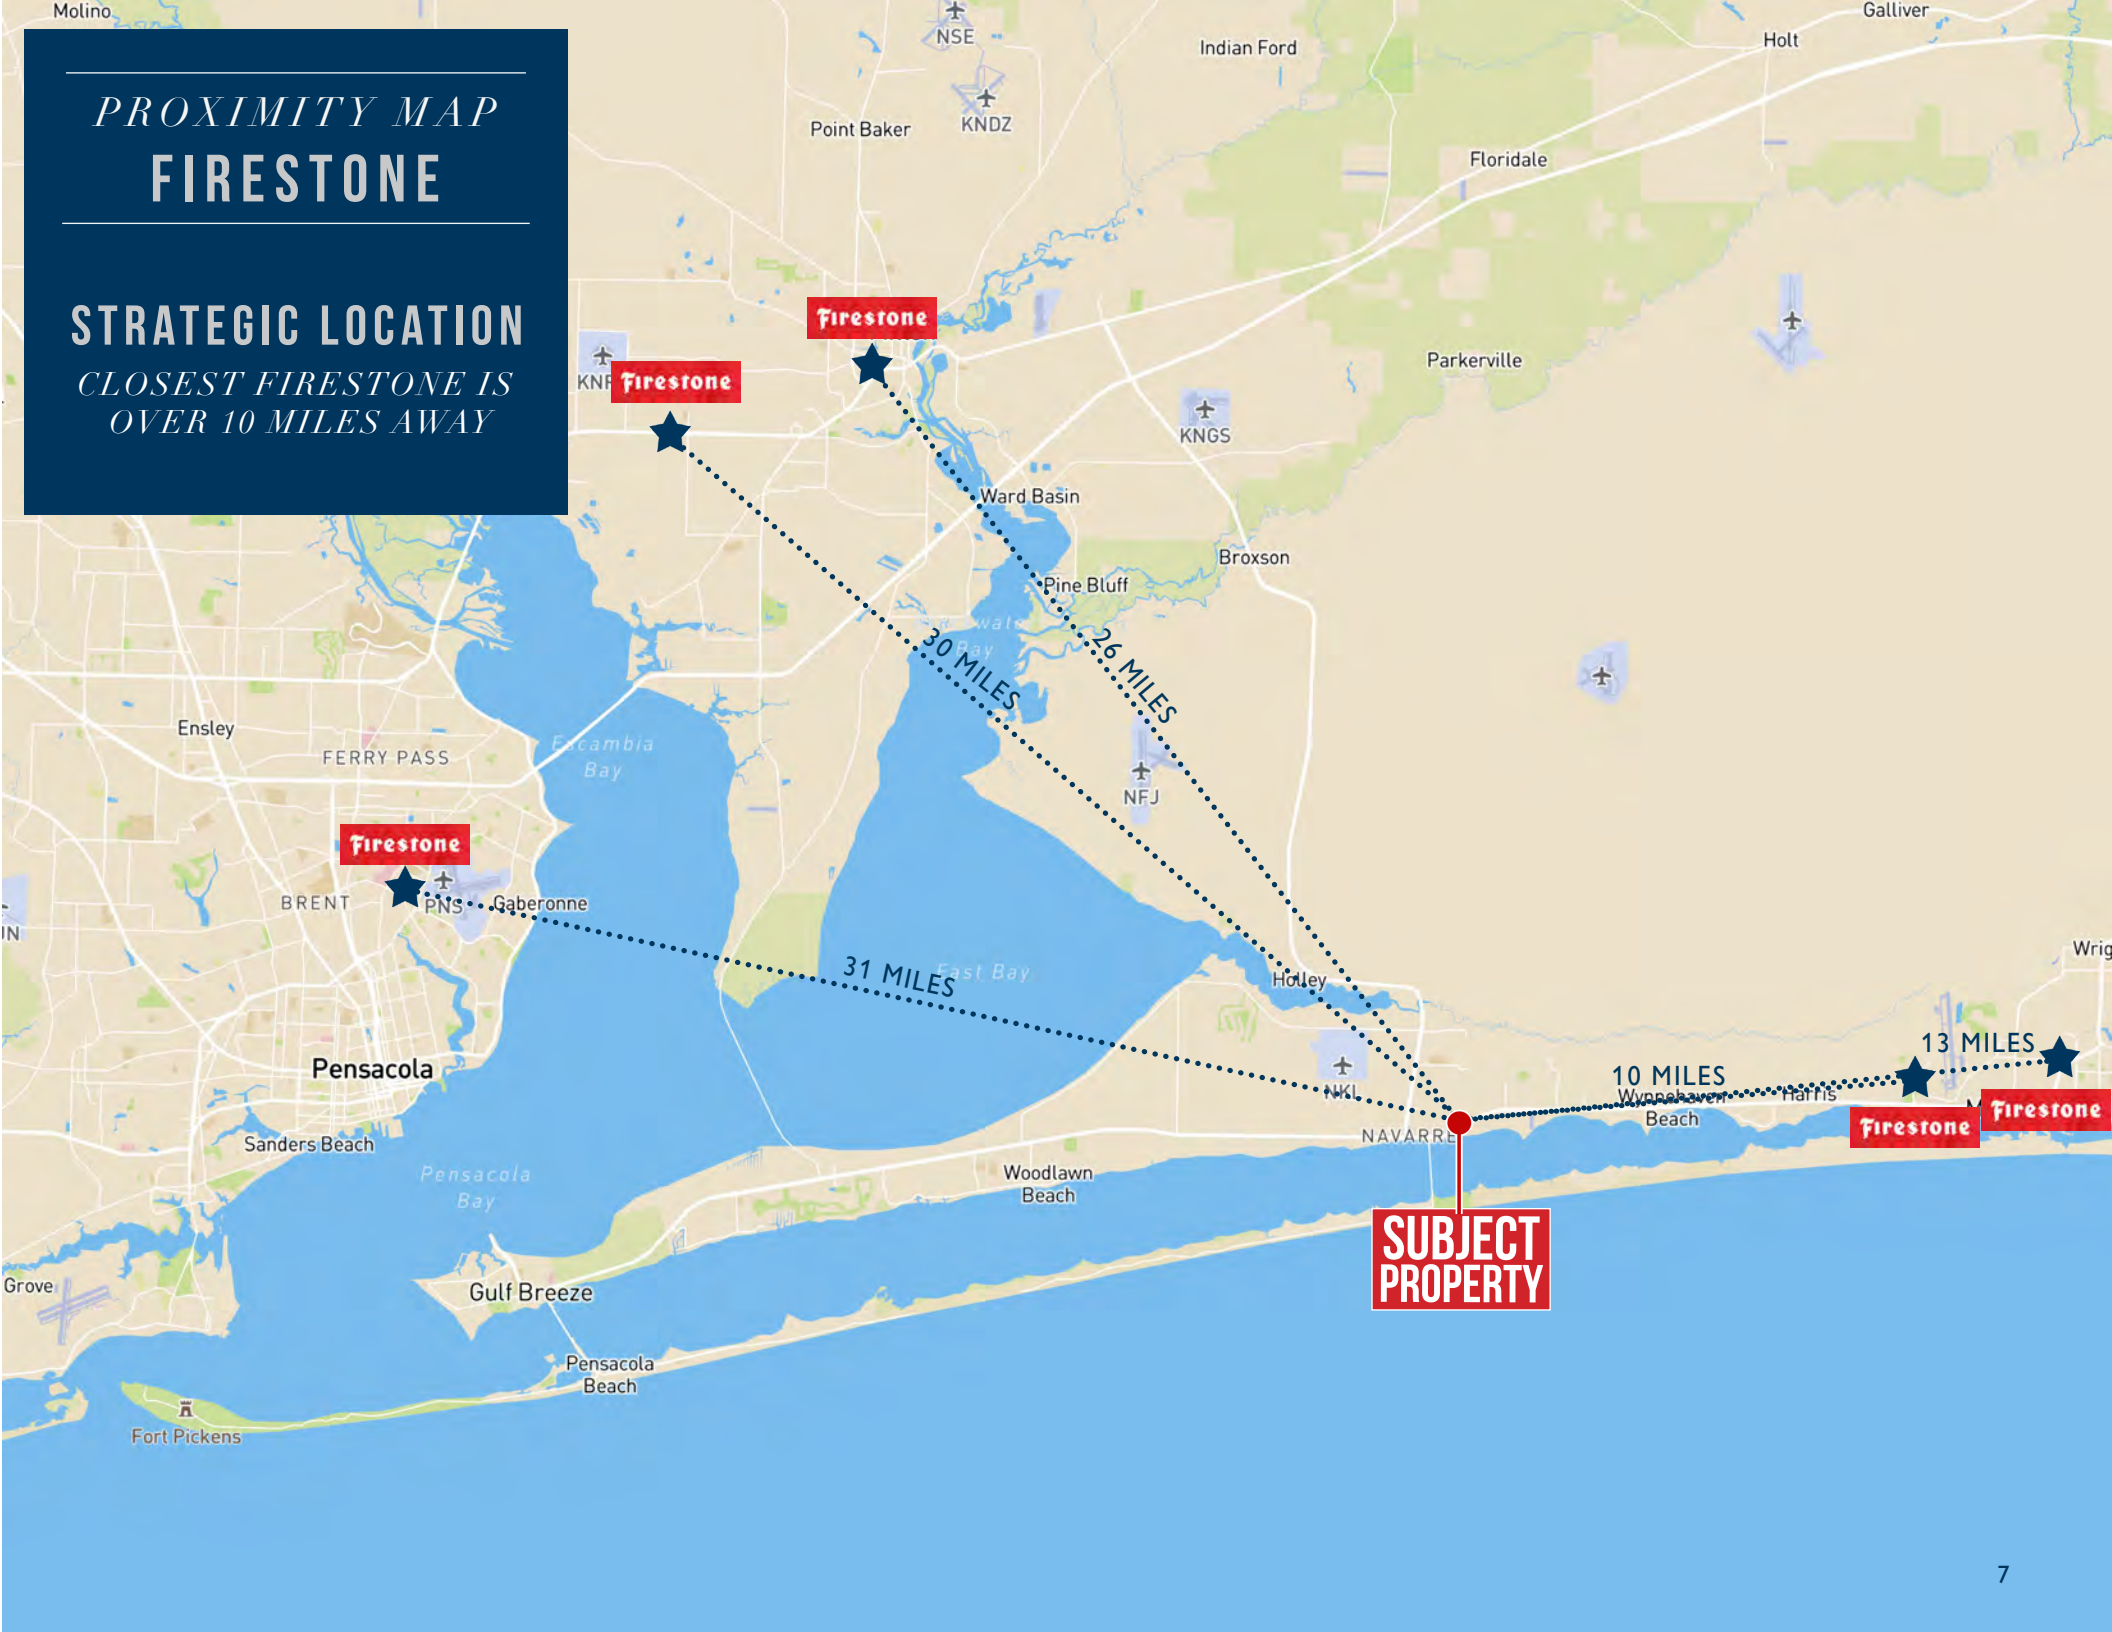 Molino
NSE
Indian Ford
Holt
Galliver
PROXIMITY MAP
FIRESTONE
STRATEGIC LOCATION
CLOSEST FIRESTONE IS
OVER 10 MILES AWAY
Point Baker
KNDZ
Floridale
Firestone
Firestone
Parkerville
KNGS
Ward Basin
Broxson
Pine Bluff
Bay
30 MILES
26 MILES
Ensley
FERRY PASS
Escambia
Bay
NFJ
Firestone
BRENT
PNS
Gaberonne
31 MILES
East Bay
Holley
Wrig
Pensacola
NKL
10 MILES
13 MILES
Wynnehaven
Beach
Harris
Firestone
Firestone
NAVARRE
Sanders Beach
Pensacola
Bay
Woodlawn
Beach
SUBJECT
PROPERTY
Grove
Gulf Breeze
Pensacola
Beach
Fort Pickens
7